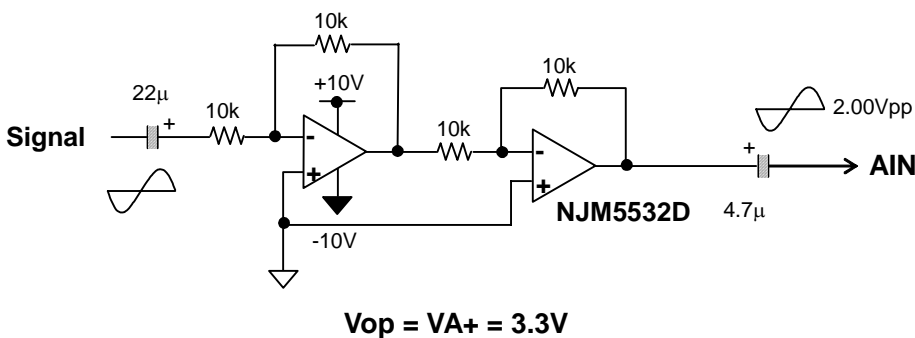 10k
+10V
22μ
10k
10k
10k
2.00Vpp
Signal
+
-
+
-
+
+
AIN
NJM5532D
4.7μ
-10V
Vop = VA+ = 3.3V